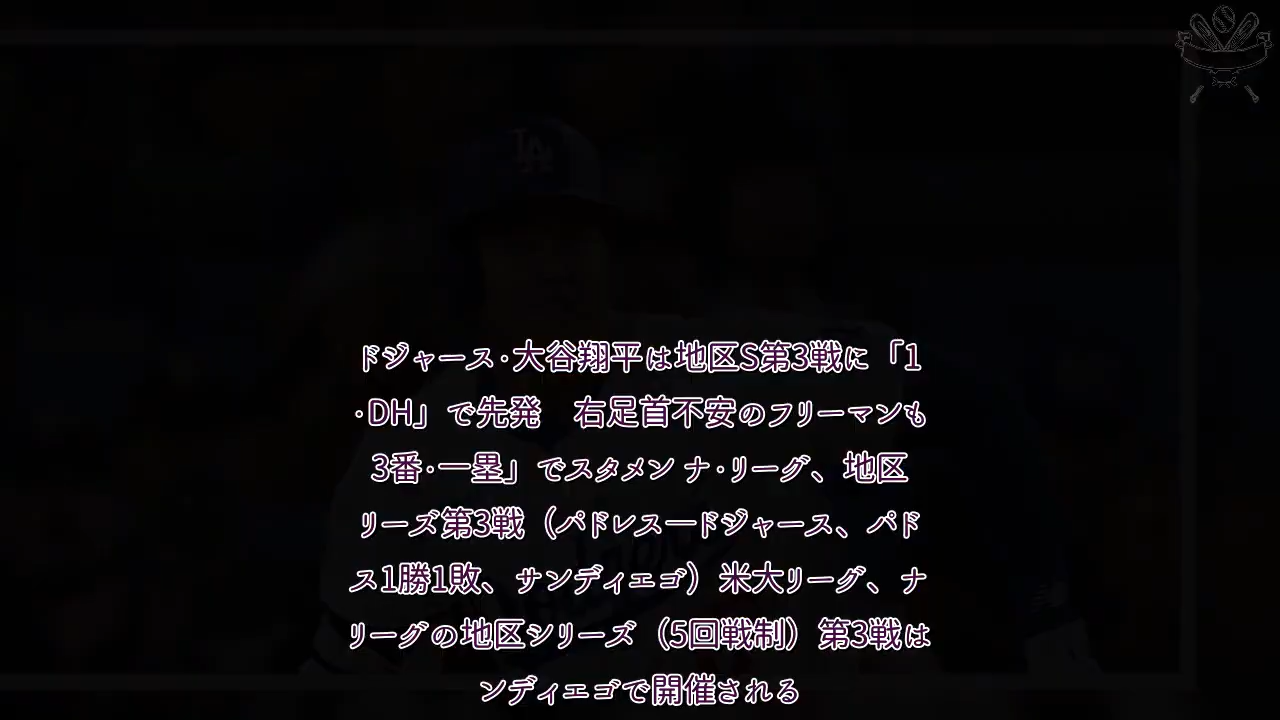 LA
ドジャース·大谷翔平は地区S第3戦に「1
·DH」で先発　右足首不安のフリーマンも
3番·一塁」でスタメン ナ·リーグ、地区
リーズ第3戦（パドレス―ドジャース、パド
ス1勝1敗、サンディエゴ）米大リーグ、ナ
リーグの地区シリーズ（5回戦制）第3戦は
ンディエゴで開催される